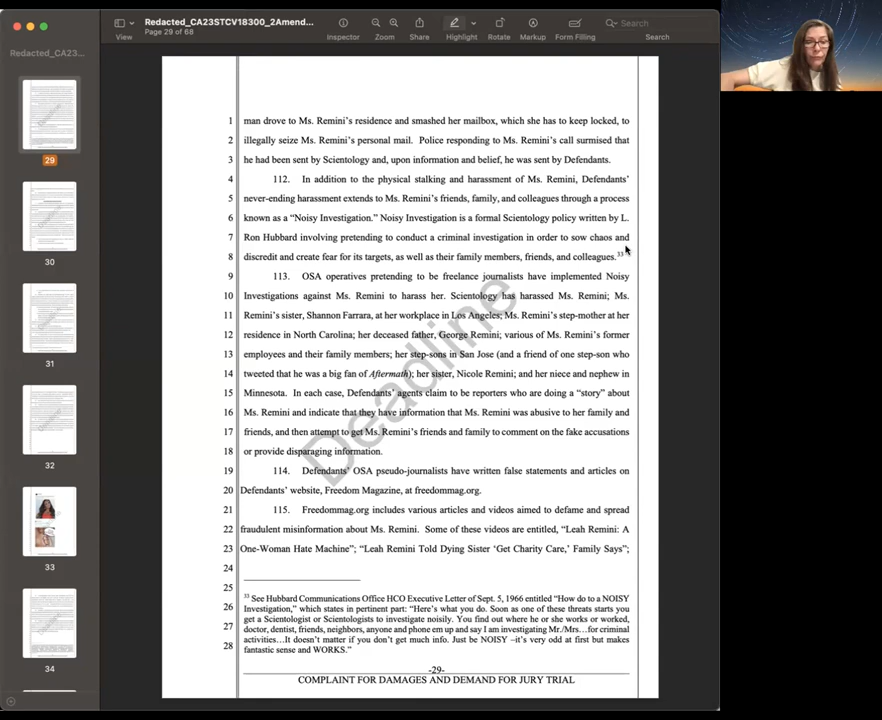 Redacted_CA23STCV18300_2Amend...
Page 29 of 68
View
Inspector
Zoom
Share
Highlight
Rotate
Markup
Form Filling
Search
Search
Redacted_CA23...
29
30
31
32
33
34
1 man drove to Ms. Remini's residence and smashed her mailbox, which she has to keep locked, to
2 illegally seize Ms. Remini's personal mail. Police responding to Ms. Remini's call surmised that
3 he had been sent by Scientology and, upon information and belief, he was sent by Defendants.
4 112. In addition to the physical stalking and harassment of Ms. Remini, Defendants'
5 never-ending harassment extends to Ms. Remini's friends, family, and colleagues through a process
6 known as a "Noisy Investigation." Noisy Investigation is a formal Scientology policy written by L.
7 Ron Hubbard involving pretending to conduct a criminal investigation in order to sow chaos and
8 discredit and create fear for its targets, as well as their family members, friends, and colleagues.33
9 113. OSA operatives pretending to be freelance journalists have implemented Noisy
10 Investigations against Ms. Remini to harass her. Scientology has harassed Ms. Remini; Ms.
11 Remini's sister, Shannon Farrara, at her workplace in Los Angeles; Ms. Remini's step-mother at her
12 residence in North Carolina; her deceased father, George Remini; various of Ms. Remini's former
13 employees and their family members; her step-sons in San Jose (and a friend of one step-son who
14 tweeted that he was a big fan of Aftermath); her sister, Nicole Remini; and her niece and nephew in
15 Minnesota. In each case, Defendants' agents claim to be reporters who are doing a "story" about
16 Ms. Remini and indicate that they have information that Ms. Remini was abusive to her family and
17 friends, and then attempt to get Ms. Remini's friends and family to comment on the fake accusations
18 or provide disparaging information.
19 114. Defendants' OSA pseudo-journalists have written false statements and articles on
20 Defendants' website, Freedom Magazine, at freedommag.org.
21 115. Freedommag.org includes various articles and videos aimed to defame and spread
22 fraudulent misinformation about Ms. Remini. Some of these videos are entitled, "Leah Remini: A
23 One-Woman Hate Machine"; "Leah Remini Told Dying Sister 'Get Charity Care,' Family Says";
24
25
33 See Hubbard Communications Office HCO Executive Letter of Sept. 5, 1966 entitled "How do to a NOISY
26 Investigation," which states in pertinent part: "Here's what you do. Soon as one of these threats starts you
get a Scientologist or Scientologists to investigate noisily. You find out where he or she works or worked,
27 doctor, dentist, friends, neighbors, anyone and phone em up and say I am investigating Mr./Mrs...for criminal
activities...It doesn't matter if you don't get much info. Just be NOISY –it's very odd at first but makes
28 fantastic sense and WORKS."
-29-
COMPLAINT FOR DAMAGES AND DEMAND FOR JURY TRIAL
Deadline